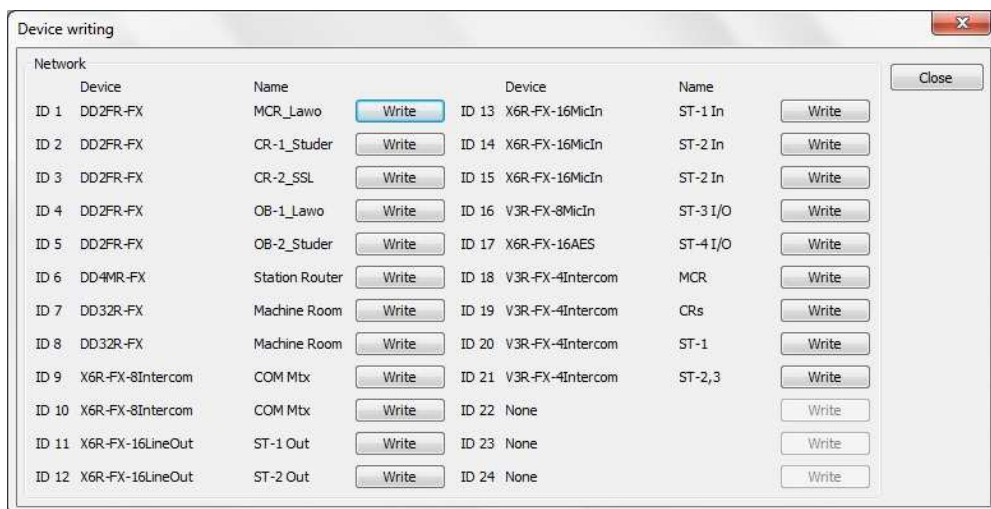 Device writing
Network
Close
Device Name Device Name
ID 1 DD2FR-FX MCR_Lawo Write ID 13 X6R-FX-16MicIn ST-1 In Write
ID 2 DD2FR-FX CR-1_Studer Write ID 14 X6R-FX-16MicIn ST-2 In Write
ID 3 DD2FR-FX CR-2_SSL Write ID 15 X6R-FX-16MicIn ST-2 In Write
ID 4 DD2FR-FX OB-1_Lawo Write ID 16 V3R-FX-8MicIn ST-3 I/O Write
ID 5 DD2FR-FX OB-2_Studer Write ID 17 X6R-FX-16AES ST-4 I/O Write
ID 6 DD4MR-FX Station Router Write ID 18 V3R-FX-4Intercom MCR Write
ID 7 DD32R-FX Machine Room Write ID 19 V3R-FX-4Intercom CRs Write
ID 8 DD32R-FX Machine Room Write ID 20 V3R-FX-4Intercom ST-1 Write
ID 9 X6R-FX-8Intercom COM Mtx Write ID 21 V3R-FX-4Intercom ST-2,3 Write
ID 10 X6R-FX-8Intercom COM Mtx Write ID 22 None Write
ID 11 X6R-FX-16LineOut ST-1 Out Write ID 23 None Write
ID 12 X6R-FX-16LineOut ST-2 Out Write ID 24 None Write